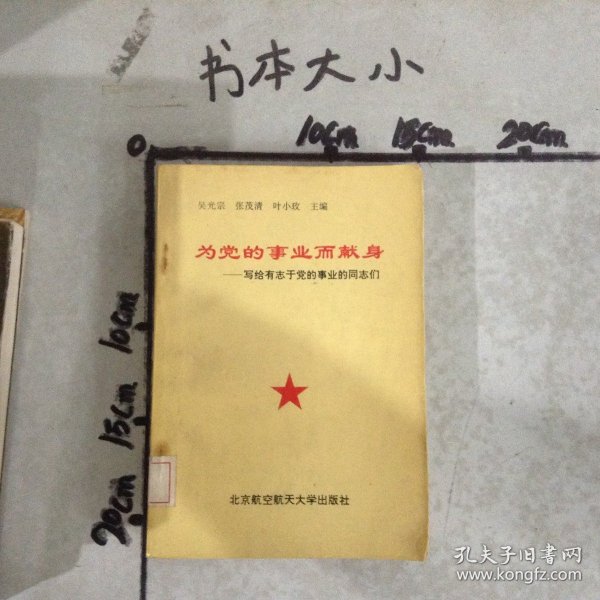 书本大小
0
10cm
15cm
20cm
10cm
15cm
20cm
吴光宗 张茂清 叶小玫 主编
为党的事业而献身
——写给有志于党的事业的同志们
北京航空航天大学出版社
孔夫子旧书网
www.kongfz.com